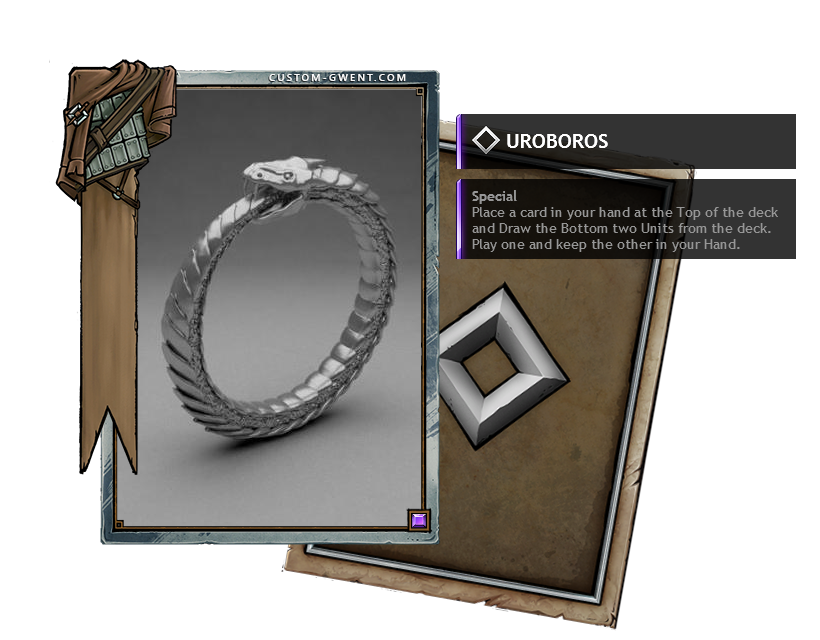 CUSTOM-GWENT.COM
UROBOROS
Special
Place a card in your hand at the Top of the deck
and Draw the Bottom two Units from the deck.
Play one and keep the other in your Hand.